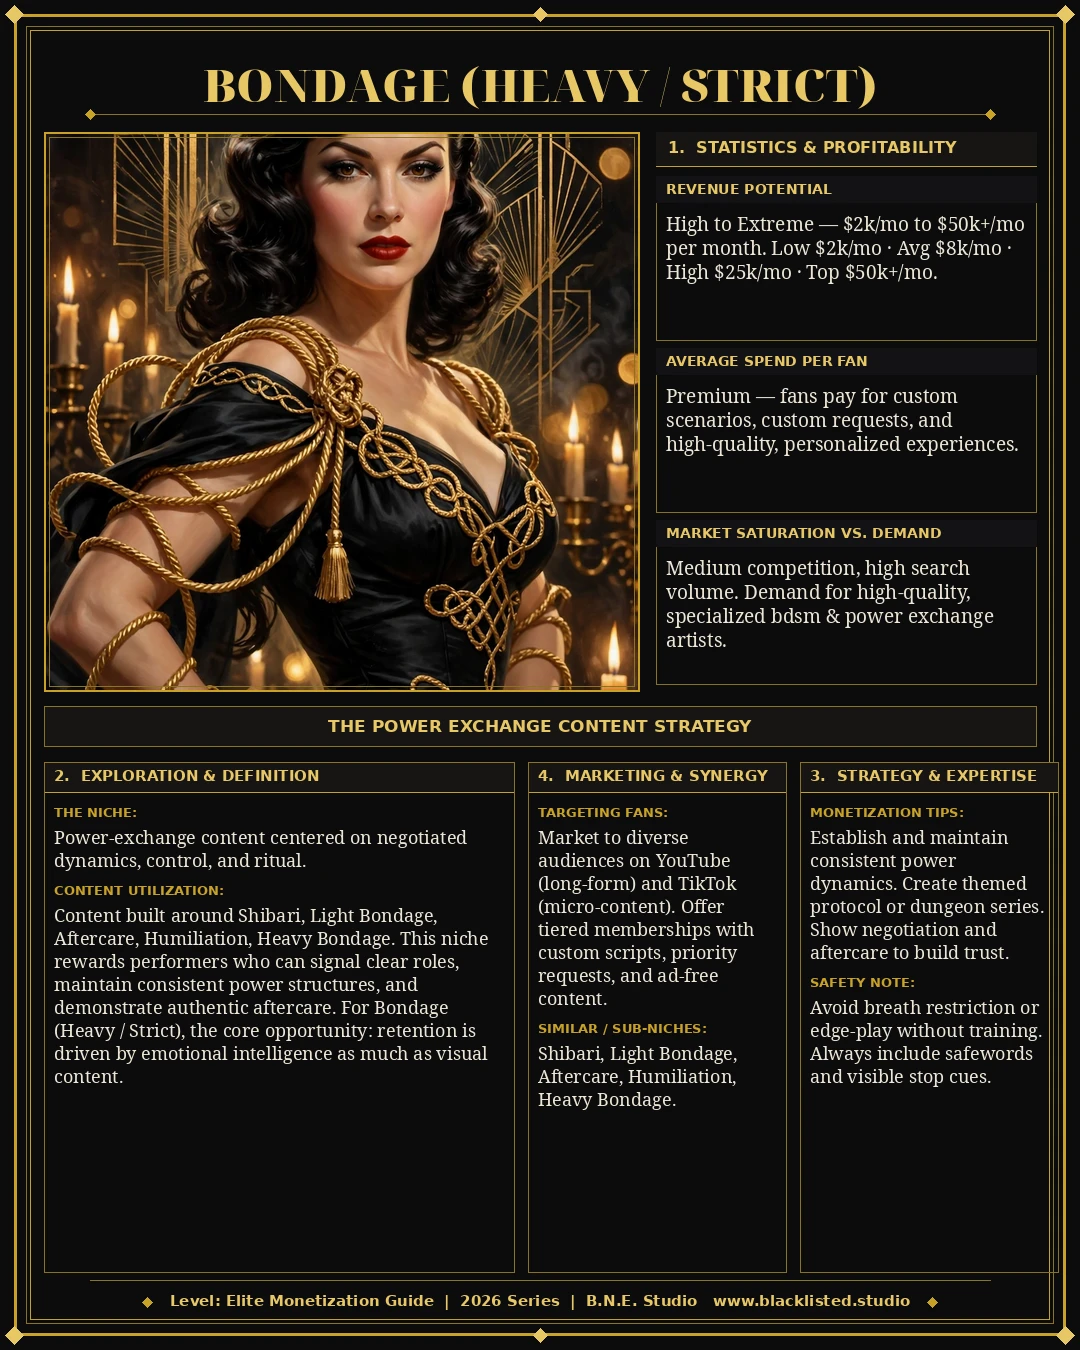 BONDAGE (HEAVY / STRICT)
1. STATISTICS & PROFITABILITY
REVENUE POTENTIAL
High to Extreme — $2k/mo to $50k+/mo
per month. Low $2k/mo · Avg $8k/mo ·
High $25k/mo · Top $50k+/mo.
AVERAGE SPEND PER FAN
Premium — fans pay for custom
scenarios, custom requests, and
high-quality, personalized experiences.
MARKET SATURATION VS. DEMAND
Medium competition, high search
volume. Demand for high-quality,
specialized bdsm & power exchange
artists.
THE POWER EXCHANGE CONTENT STRATEGY
2. EXPLORATION & DEFINITION
THE NICHE:
Power-exchange content centered on negotiated
dynamics, control, and ritual.
CONTENT UTILIZATION:
Content built around Shibari, Light Bondage,
Aftercare, Humiliation, Heavy Bondage. This niche
rewards performers who can signal clear roles,
maintain consistent power structures, and
demonstrate authentic aftercare. For Bondage
(Heavy / Strict), the core opportunity: retention is
driven by emotional intelligence as much as visual
content.
4. MARKETING & SYNERGY
TARGETING FANS:
Market to diverse
audiences on YouTube
(long-form) and TikTok
(micro-content). Offer
tiered memberships with
custom scripts, priority
requests, and ad-free
content.
SIMILAR / SUB-NICHES:
Shibari, Light Bondage,
Aftercare, Humiliation,
Heavy Bondage.
3. STRATEGY & EXPERTISE
MONETIZATION TIPS:
Establish and maintain
consistent power
dynamics. Create themed
protocol or dungeon series.
Show negotiation and
aftercare to build trust.
SAFETY NOTE:
Avoid breath restriction or
edge-play without training.
Always include safewords
and visible stop cues.
Level: Elite Monetization Guide | 2026 Series | B.N.E. Studio www.blacklisted.studio